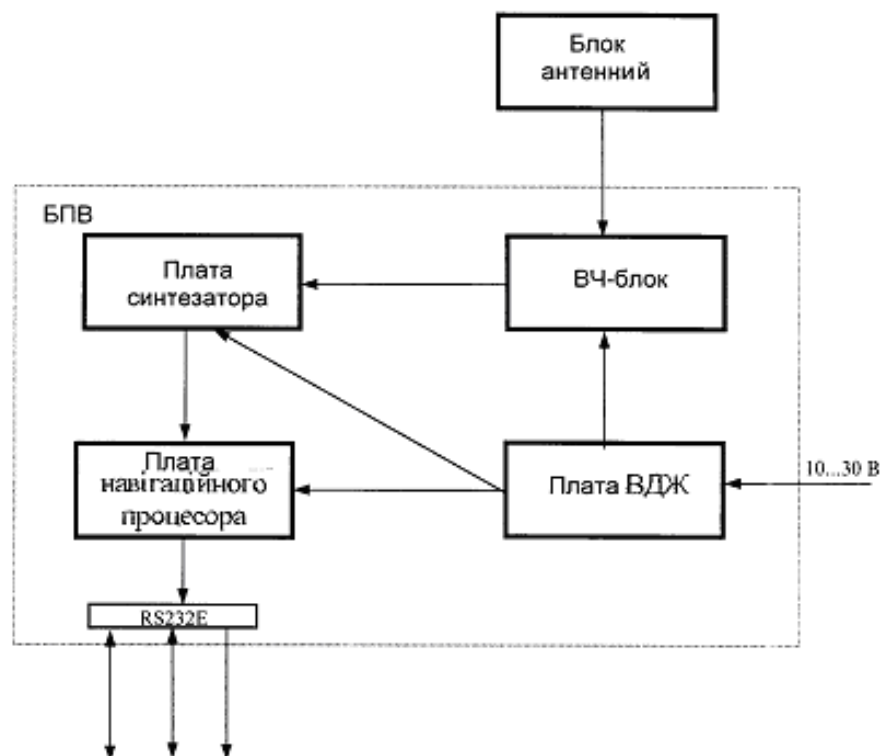 Блок
антенний
БПВ
Плата
синтезатора
ВЧ-блок
Плата
навігаційного
процесора
Плата ВДЖ
10...30 В
RS232E